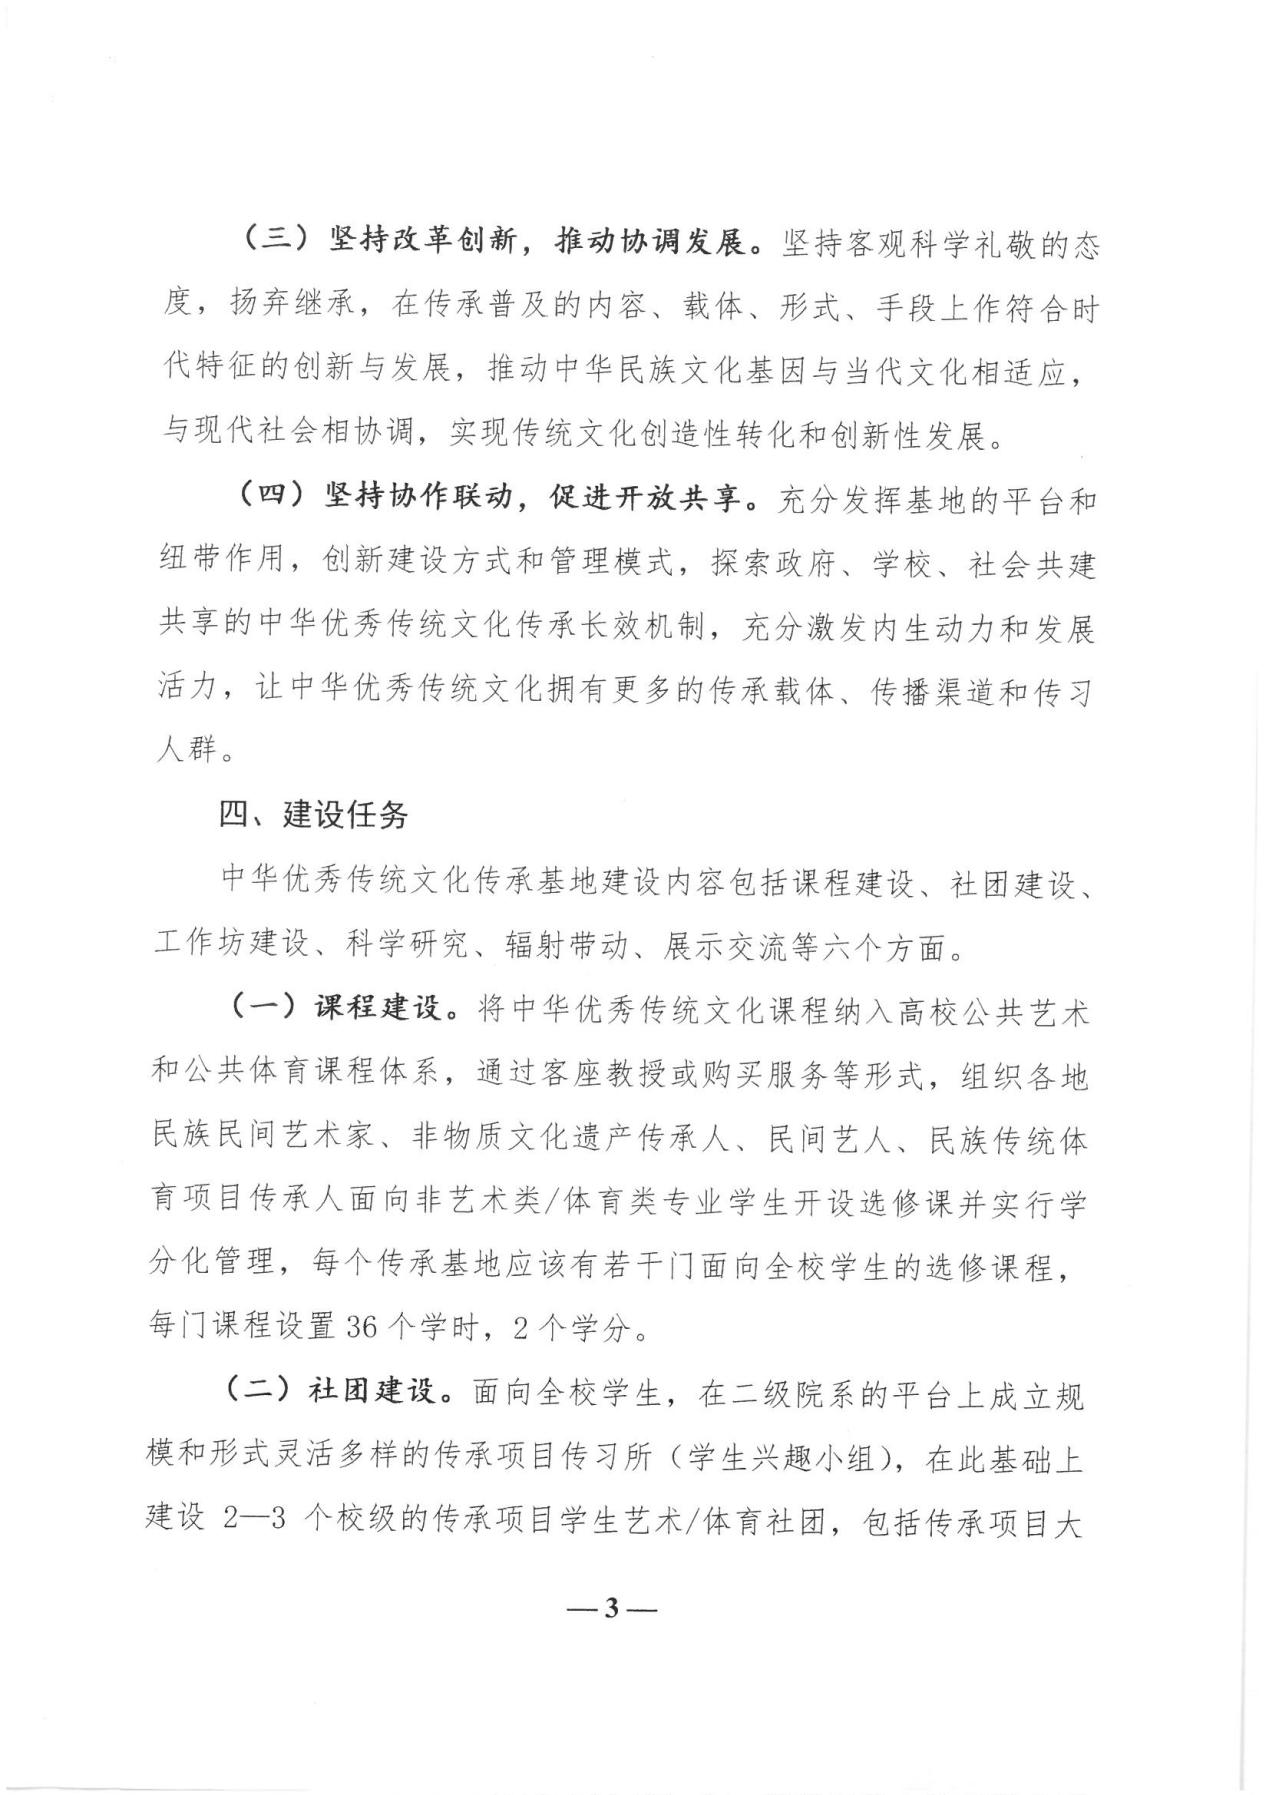 （三）坚持改革创新，推动协调发展。坚持客观科学礼敬的态
度，扬弃继承，在传承普及的内容、载体、形式、手段上作符合时
代特征的创新与发展，推动中华民族文化基因与当代文化相适应，
与现代社会相协调，实现传统文化创造性转化和创新性发展。
（四）坚持协作联动，促进开放共享。充分发挥基地的平台和
纽带作用，创新建设方式和管理模式，探索政府、学校、社会共建
共享的中华优秀传统文化传承长效机制，充分激发内生动力和发展
活力，让中华优秀传统文化拥有更多的传承载体、传播渠道和传习
人群。
四、建设任务
中华优秀传统文化传承基地建设内容包括课程建设、社团建设、
工作坊建设、科学研究、辐射带动、展示交流等六个方面。
（一）课程建设。将中华优秀传统文化课程纳入高校公共艺术
和公共体育课程体系，通过客座教授或购买服务等形式，组织各地
民族民间艺术家、非物质文化遗产传承人、民间艺人、民族传统体
育项目传承人面向非艺术类/体育类专业学生开设选修课并实行学
分化管理，每个传承基地应该有若干门面向全校学生的选修课程，
每门课程设置 36 个学时，2 个学分。
（二）社团建设。面向全校学生，在二级院系的平台上成立规
模和形式灵活多样的传承项目传习所（学生兴趣小组），在此基础上
建设 2—3 个校级的传承项目学生艺术/体育社团，包括传承项目大
— 3 —